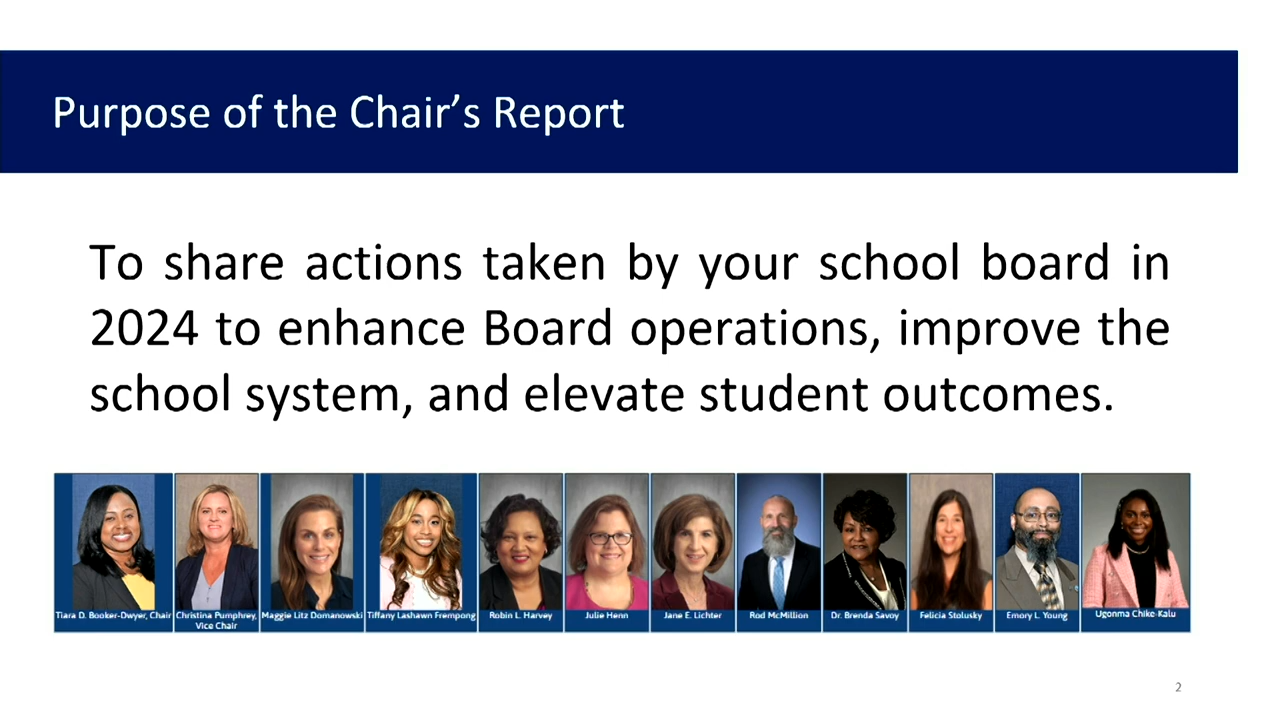 Purpose of the Chair’s Report
To share actions taken by your school board in
2024 to enhance Board operations, improve the
school system, and elevate student outcomes.
Tiara D. Booker-Dwyer, Chair
Christina Pumphrey,
Vice Chair
Maggie Litz Domanowski
Tiffany Lashawn Frempong
Robin L. Harvey
Julie Henn
Jane E. Lichter
Rod McMillion
Dr. Brenda Savoy
Felicia Stolusky
Emory L. Young
Ugonma Chike-Kalu
2